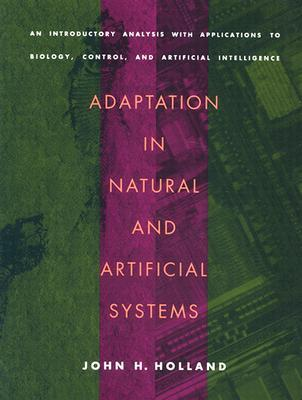 AN INTRODUCTORY ANALYSIS WITH APPLICATIONS TO
BIOLOGY, CONTROL, AND ARTIFICIAL INTELLIGENCE
ADAPTATION
IN
NATURAL
AND
ARTIFICIAL
SYSTEMS
JOHN H. HOLLAND